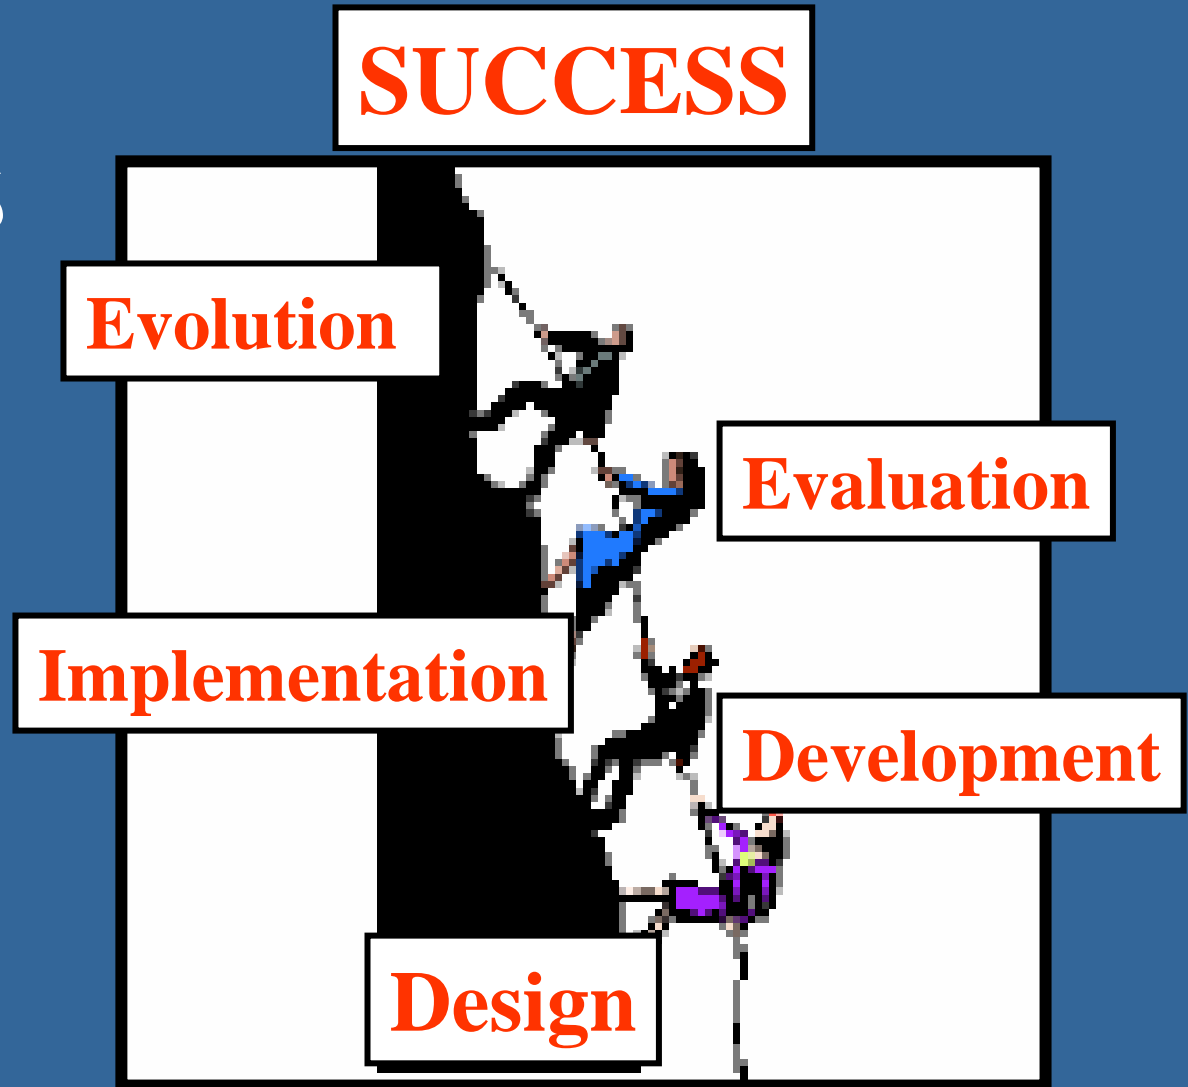 SUCCESS
Evolution
Evaluation
Implementation
Development
Design